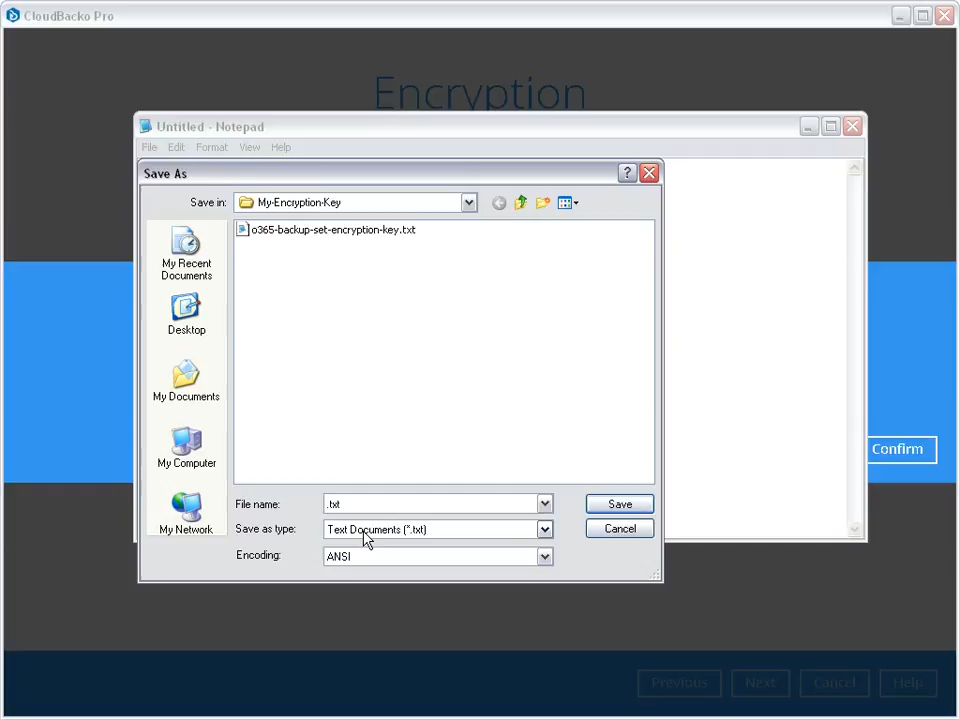 CloudBacko Pro
Encryption
Untitled - Notepad
File Edit Format View Help
Save As
Save in: My-Encryption-Key
o365-backup-set-encryption-key.txt
My Recent
Documents
Desktop
My Documents
My Computer
My Network
File name: .txt
Save as type: Text Documents (*.txt)
Encoding: ANSI
Save
Cancel
Confirm
Previous Next Cancel Help